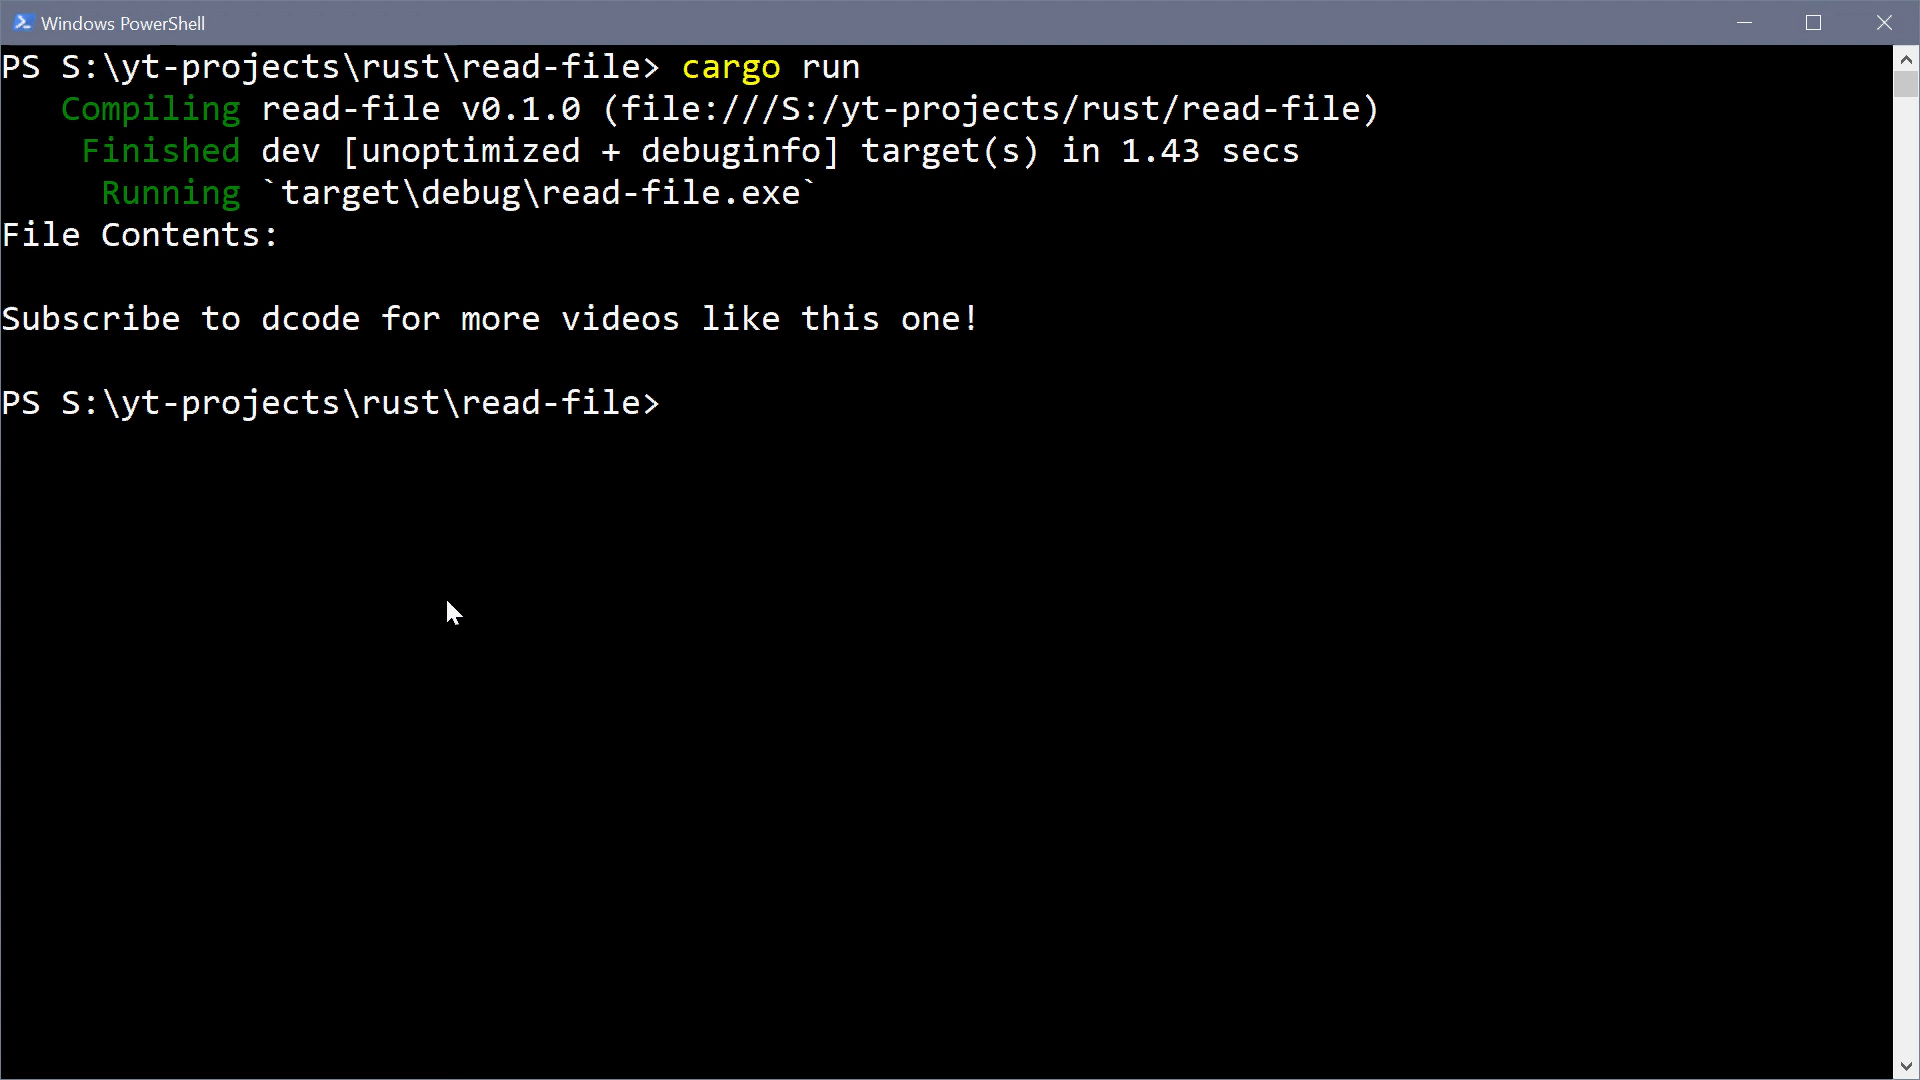 Windows PowerShell
PS S:\yt-projects\rust\read-file> cargo run
   Compiling read-file v0.1.0 (file:///S:/yt-projects/rust/read-file)
    Finished dev [unoptimized + debuginfo] target(s) in 1.43 secs
     Running `target\debug\read-file.exe`
File Contents:

Subscribe to dcode for more videos like this one!

PS S:\yt-projects\rust\read-file>